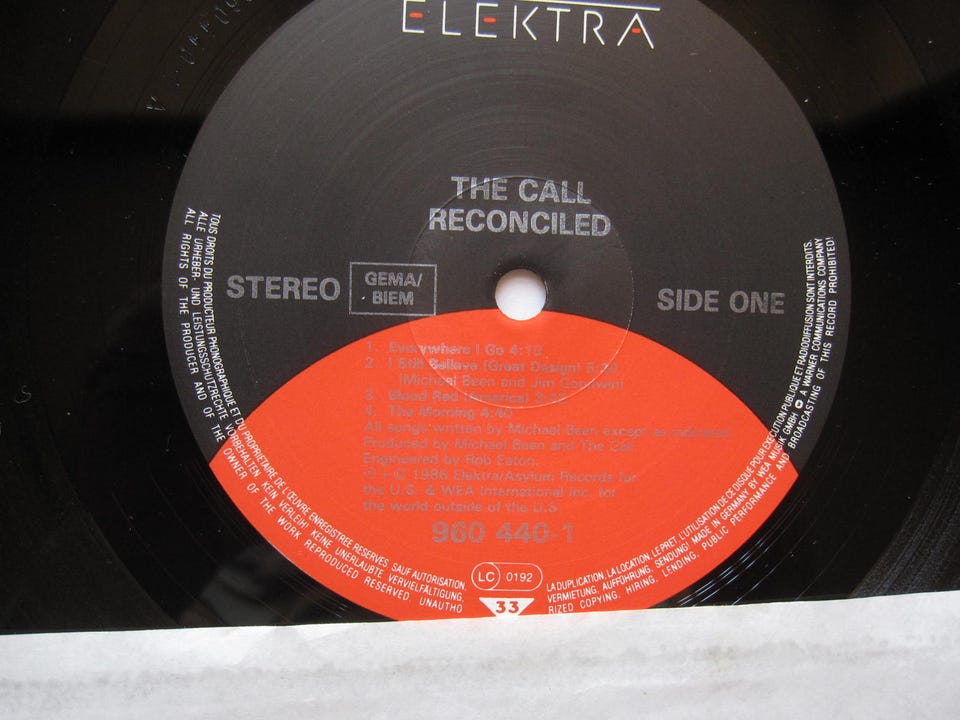 ELEKTRA
THE CALL
RECONCILED
STEREO
GEMA/
BIEM
SIDE ONE
1. Everywhere I Go 4:13
2. I Still Believe (Great Design) 5:
(Michael Been and Jim Goodwin)
3. Blood Red (America)
4. The Morning 4:40
All songs written by Michael Been except as indicated
Produced by Michael Been and The Call
Engineered by Rob Eaton.
℗ + © 1986 Elektra/Asylum Records for
the U.S. & WEA International Inc. for
the world outside of the U.S
960 440-1
LC 0192
33
TOUS DROITS DU PRODUCTEUR PHONOGRAPHIQUE ET DU PROPRIETAIRE DE L'ŒUVRE ENREGISTREE RESERVES SAUF AUTORISATION, LA DUPLICATION, LA LOCATION, LE PRET, L'UTILISATION DE CE DISQUE POUR EXECUTION PUBLIQUE ET RADIODIFFUSION SONT INTERDITS.
ALLE URHEBER- UND LEISTUNGSSCHUTZRECHTE VORBEHALTEN KEIN VERLEIH! KEINE UNERLAUBTE VERVIELFÄLTIGUNG, VERMIETUNG, AUFFÜHRUNG, SENDUNG! MADE IN GERMANY BY WEA MUSIK GMBH A WARNER COMMUNICATIONS COMPANY
ALL RIGHTS OF THE PRODUCER AND OF THE OWNER OF THE WORK REPRODUCED RESERVED UNAUTHORIZED COPYING, HIRING, LENDING, PUBLIC PERFORMANCE AND BROADCASTING OF THIS RECORD PROHIBITED!